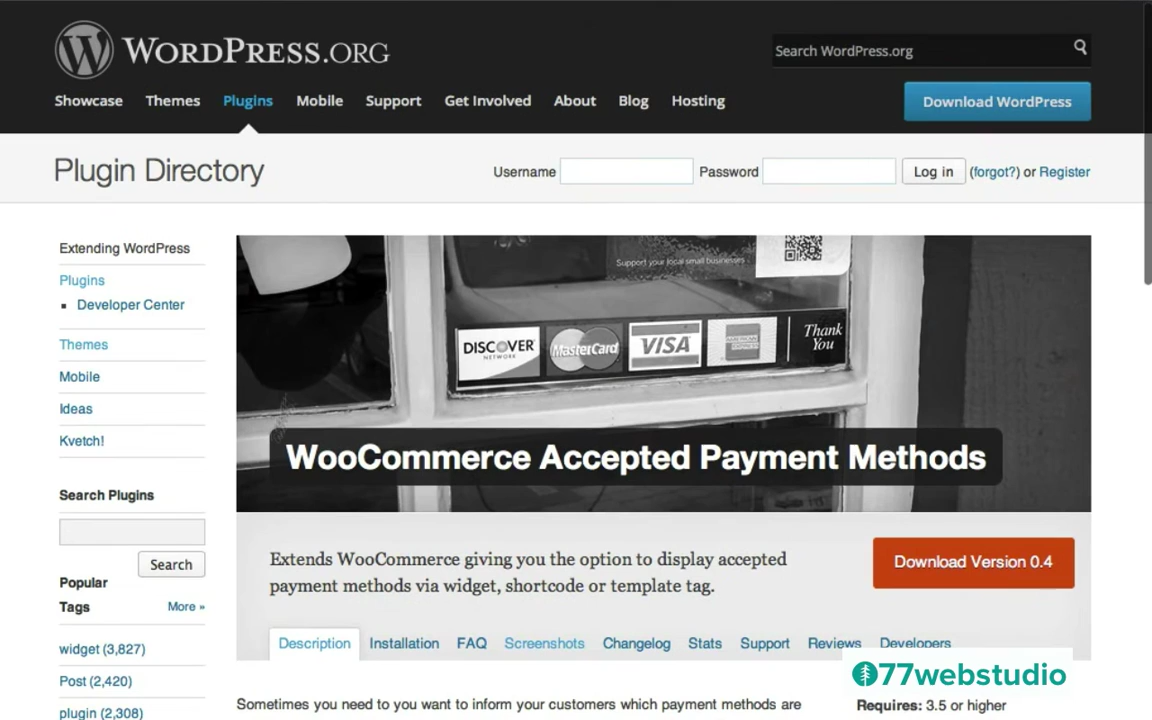 WORDPRESS.ORG
Search WordPress.org
Showcase Themes Plugins Mobile Support Get Involved About Blog Hosting
Download WordPress
Plugin Directory
Username Password Log in (forgot?) or Register
Extending WordPress
Plugins
Developer Center
Themes
Mobile
Ideas
Kvetch!
Search Plugins
Search
Popular
Tags More »
widget (3,827)
Post (2,420)
plugin (2,308)
Support your local small businesses
DISCOVER
NETWORK
MasterCard
VISA
Thank
You
WooCommerce Accepted Payment Methods
Extends WooCommerce giving you the option to display accepted
payment methods via widget, shortcode or template tag.
Download Version 0.4
Description Installation FAQ Screenshots Changelog Stats Support Reviews Developers
77webstudio
Sometimes you need to you want to inform your customers which payment methods are
Requires: 3.5 or higher